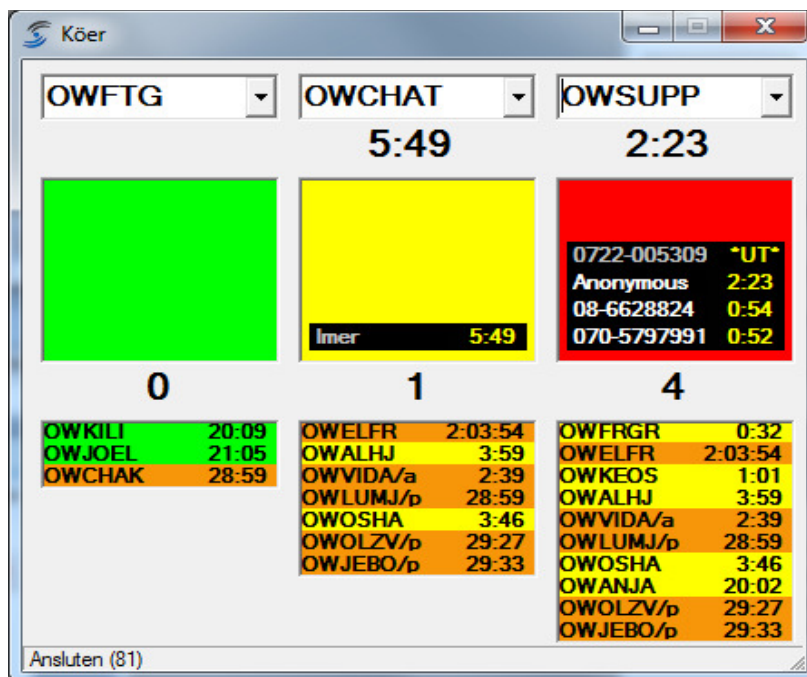 Köer
OWFTG OWCHAT OWSUPP
5:49 2:23
0722-005309 *UT*
Anonymous 2:23
08-6628824 0:54
Imer 5:49 070-5797991 0:52
0 1 4
OWKILI 20:09 OWELFR 2:03:54 OWFRGR 0:32
OWJOEL 21:05 OWALHJ 3:59 OWELFR 2:03:54
OWCHAK 28:59 OWVIDA/a 2:39 OWKEOS 1:01
OWLUMJ/p 28:59 OWALHJ 3:59
OWOSHA 3:46 OWVIDA/a 2:39
OWOLZV/p 29:27 OWLUMJ/p 28:59
OWJEBO/p 29:33 OWOSHA 3:46
OWANJA 20:02
OWOLZV/p 29:27
OWJEBO/p 29:33
Ansluten (81)